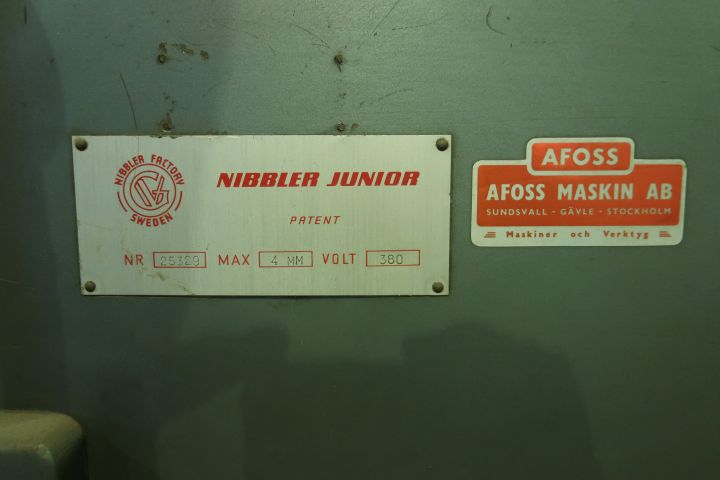 NIBBLER FACTORY
SWEDEN
NIBBLER JUNIOR
PATENT
NR 25329 MAX 4 MM VOLT 380
AFOSS
AFOSS MASKIN AB
SUNDSVALL - GÄVLE - STOCKHOLM
Maskiner och Verktyg